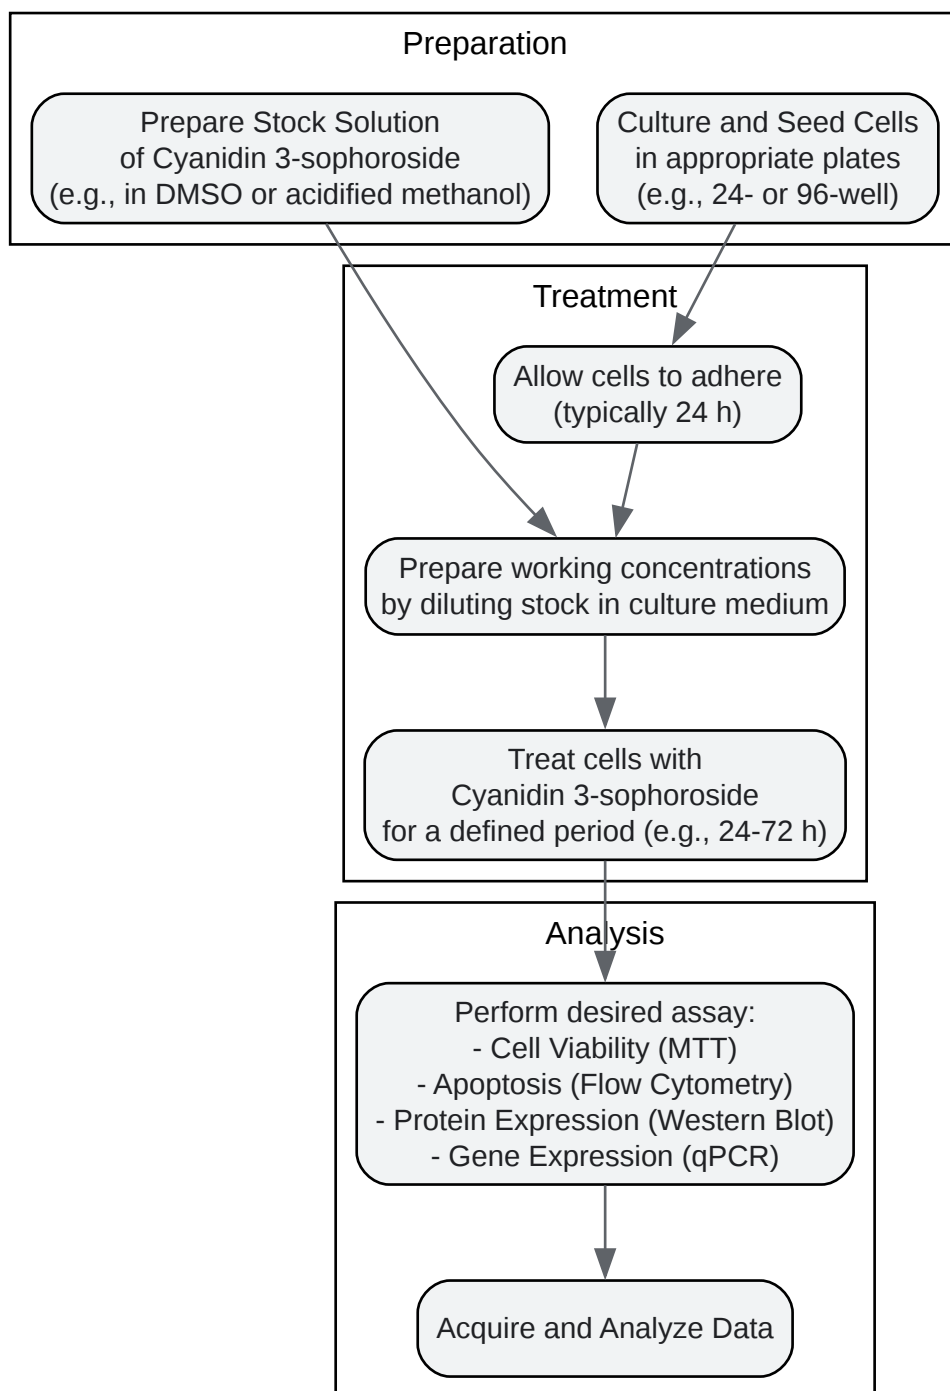 Preparation
Prepare Stock Solution
of Cyanidin 3-sophoroside
(e.g., in DMSO or acidified methanol)
Culture and Seed Cells
in appropriate plates
(e.g., 24- or 96-well)
Treatment
Allow cells to adhere
(typically 24 h)
Prepare working concentrations
by diluting stock in culture medium
Treat cells with
Cyanidin 3-sophoroside
for a defined period (e.g., 24-72 h)
Analysis
Perform desired assay:
- Cell Viability (MTT)
- Apoptosis (Flow Cytometry)
- Protein Expression (Western Blot)
- Gene Expression (qPCR)
Acquire and Analyze Data